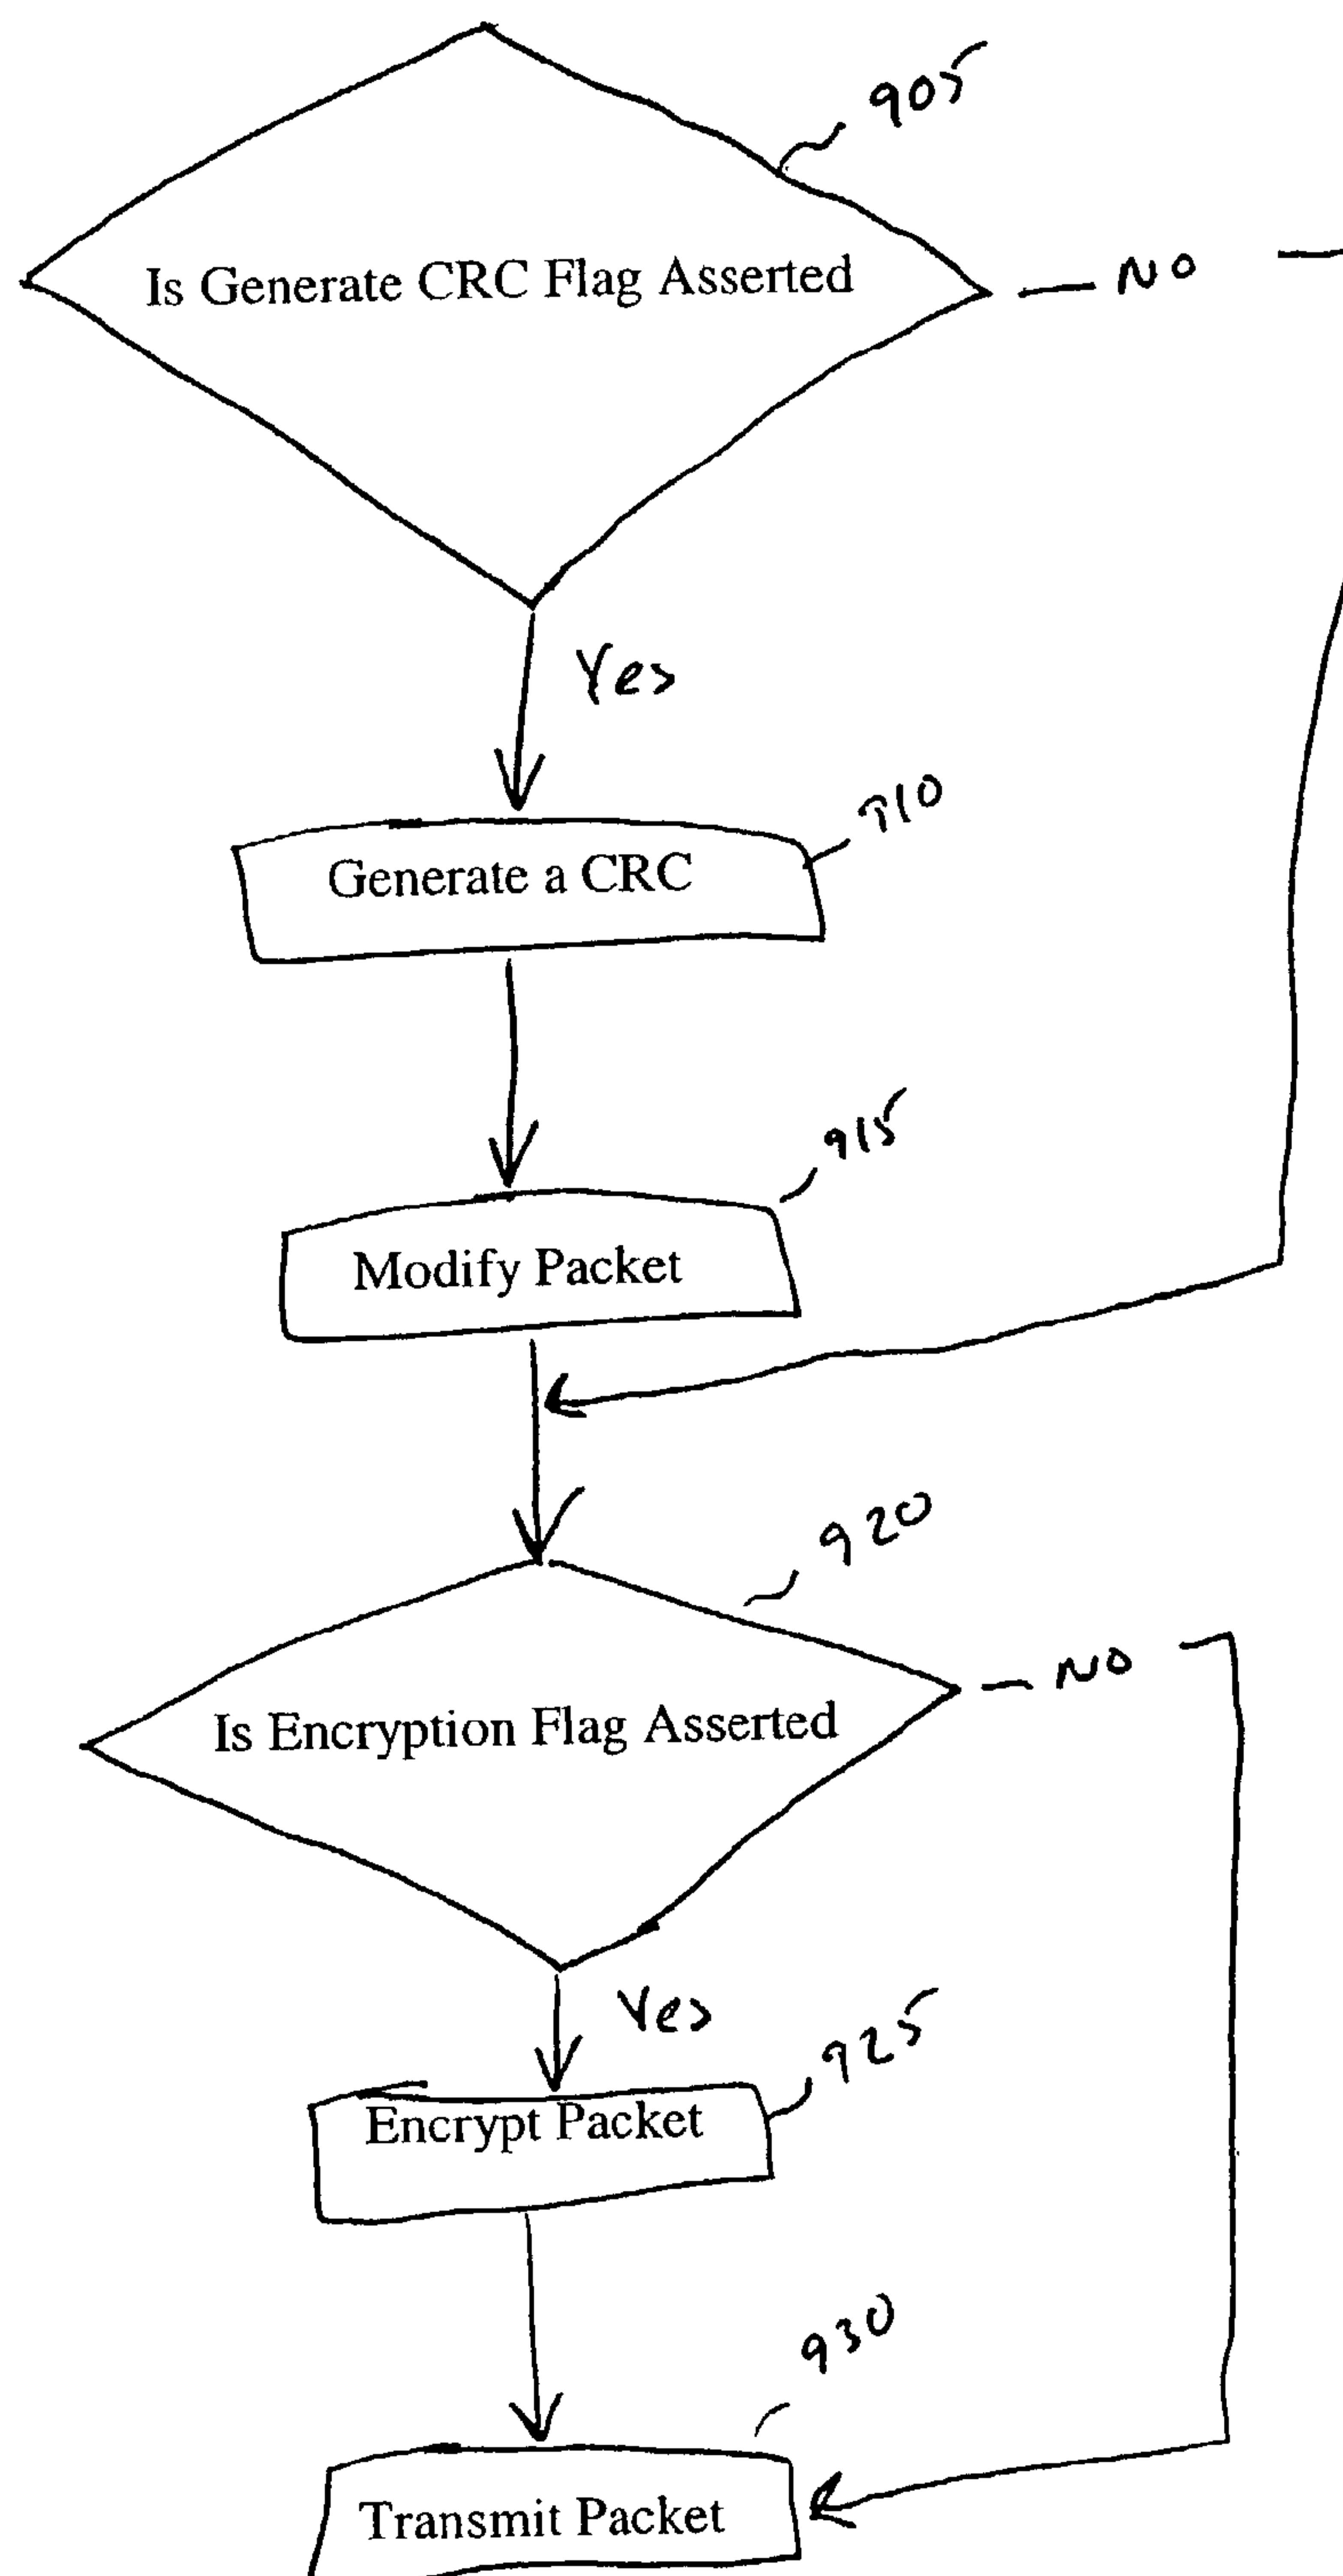 905
Is Generate CRC Flag Asserted
NO
Yes
910
Generate a CRC
915
Modify Packet
920
NO
Is Encryption Flag Asserted
Yes
925
Encrypt Packet
930
Transmit Packet